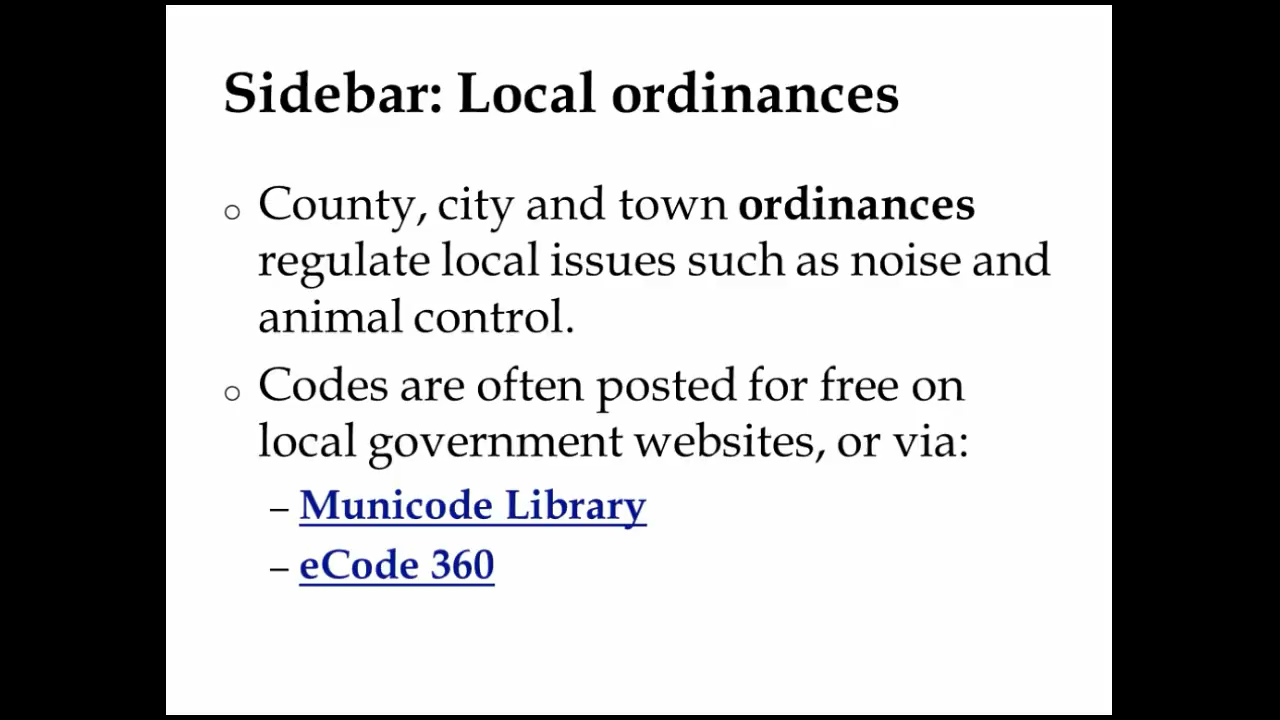 Sidebar: Local ordinances
○ County, city and town ordinances
regulate local issues such as noise and
animal control.
○ Codes are often posted for free on
local government websites, or via:
– Municode Library
– eCode 360